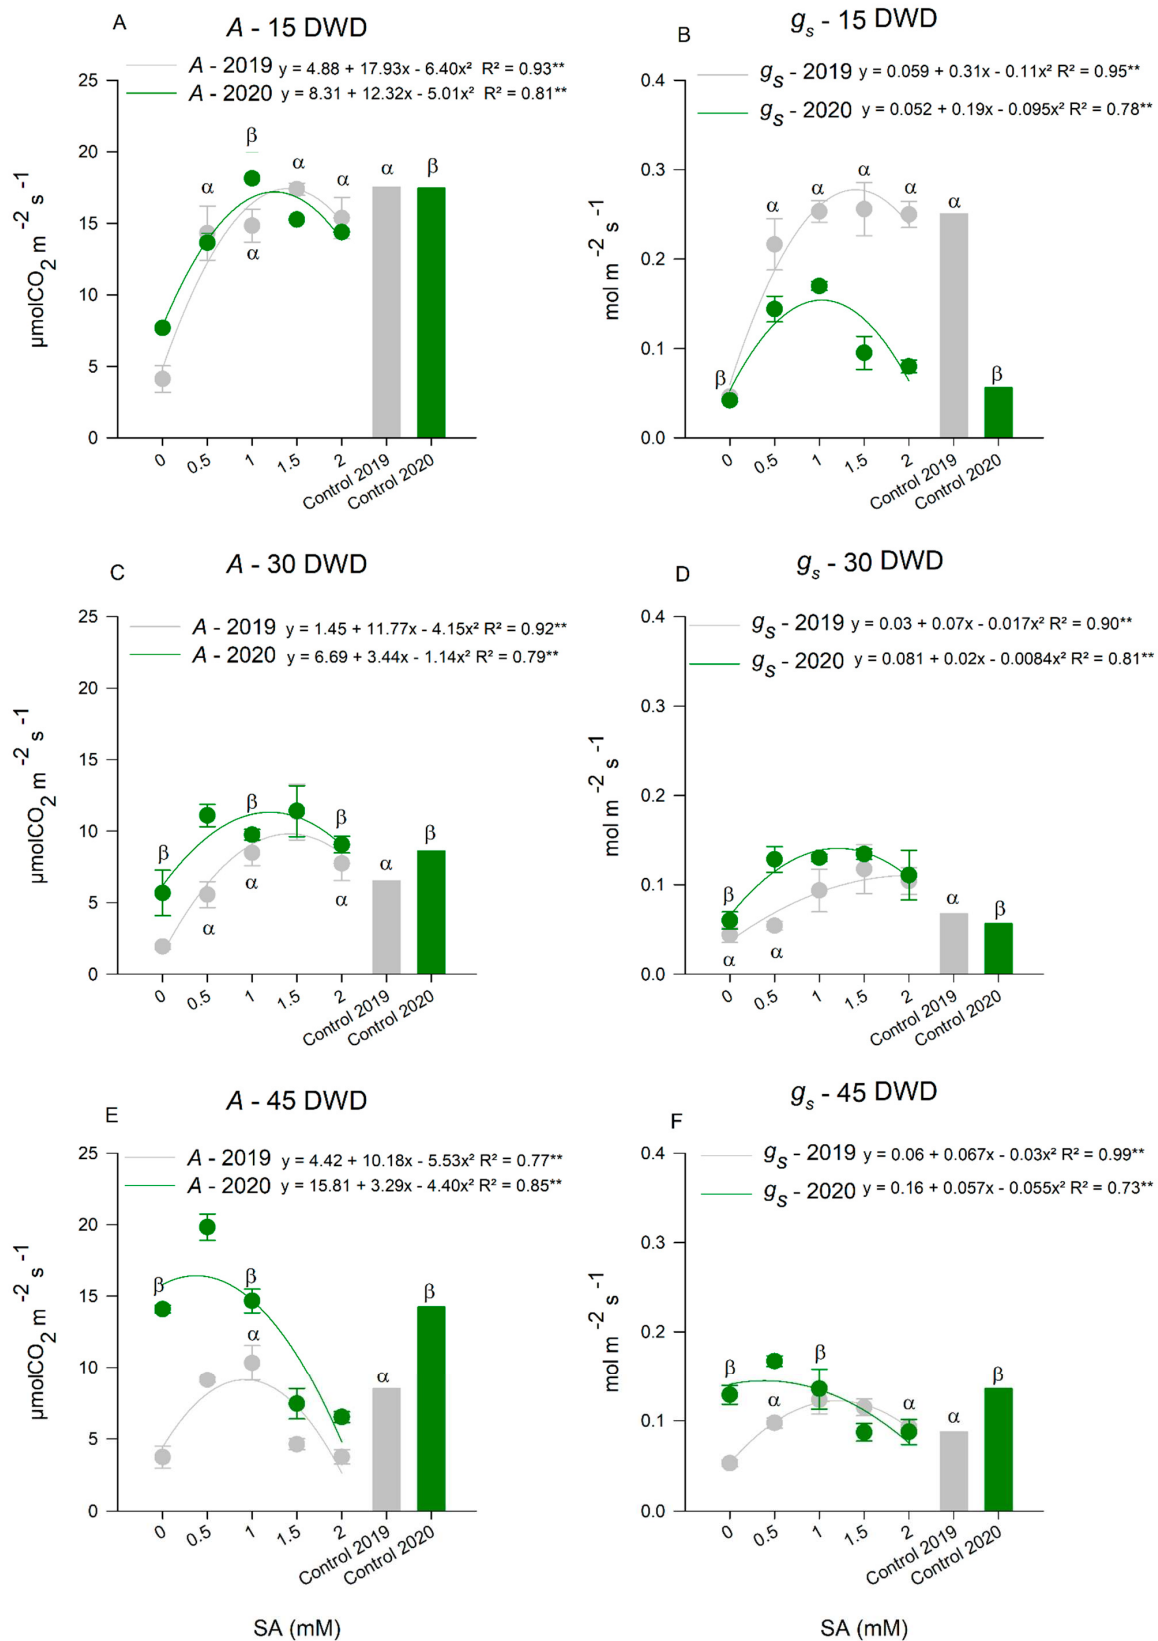 A
A - 15 DWD
A - 2019 y = 4.88 + 17.93x - 6.40x² R² = 0.93**
A - 2020 y = 8.31 + 12.32x - 5.01x² R² = 0.81**
µmolCO2 m-2 s-1
25
20
15
10
5
0
β
α
α
α
α
β
α
0
0.5
1
1.5
2
Control 2019
Control 2020
B
gs - 15 DWD
gs - 2019 y = 0.059 + 0.31x - 0.11x² R² = 0.95**
gs - 2020 y = 0.052 + 0.19x - 0.095x² R² = 0.78**
mol m-2 s-1
0.4
0.3
0.2
0.1
0.0
α
α
α
α
α
β
β
0
0.5
1
1.5
2
Control 2019
Control 2020
C
A - 30 DWD
A - 2019 y = 1.45 + 11.77x - 4.15x² R² = 0.92**
A - 2020 y = 6.69 + 3.44x - 1.14x² R² = 0.79**
µmolCO2 m-2 s-1
25
20
15
10
5
0
β
β
β
α
β
α
α
α
0
0.5
1
1.5
2
Control 2019
Control 2020
D
gs - 30 DWD
gs - 2019 y = 0.03 + 0.07x - 0.017x² R² = 0.90**
gs - 2020 y = 0.081 + 0.02x - 0.0084x² R² = 0.81**
mol m-2 s-1
0.4
0.3
0.2
0.1
0.0
β
α
β
α
α
0
0.5
1
1.5
2
Control 2019
Control 2020
E
A - 45 DWD
A - 2019 y = 4.42 + 10.18x - 5.53x² R² = 0.77**
A - 2020 y = 15.81 + 3.29x - 4.40x² R² = 0.85**
µmolCO2 m-2 s-1
25
20
15
10
5
0
β
β
α
α
β
0
0.5
1
1.5
2
Control 2019
Control 2020
SA (mM)
F
gs - 45 DWD
gs - 2019 y = 0.06 + 0.067x - 0.03x² R² = 0.99**
gs - 2020 y = 0.16 + 0.057x - 0.055x² R² = 0.73**
mol m-2 s-1
0.4
0.3
0.2
0.1
0.0
β
α
β
α
α
β
0
0.5
1
1.5
2
Control 2019
Control 2020
SA (mM)